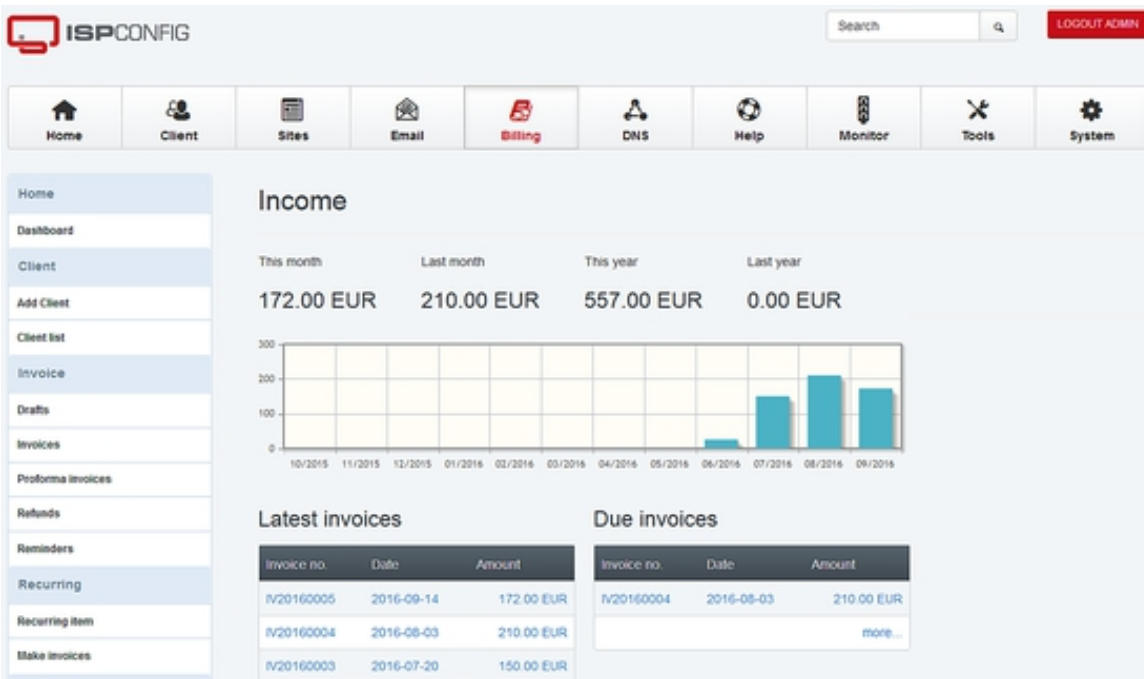 ISPCONFIG
Search
LOGOUT ADMIN
Home Client Sites Email Billing DNS Help Monitor Tools System
Home
Dashboard
Client
Add Client
Client list
Invoice
Drafts
Invoices
Proforma invoices
Refunds
Reminders
Recurring
Recurring item
Make invoices
Income
This month Last month This year Last year
172.00 EUR 210.00 EUR 557.00 EUR 0.00 EUR
300
200
100
0
10/2015 11/2015 12/2015 01/2016 02/2016 03/2016 04/2016 05/2016 06/2016 07/2016 08/2016 09/2016
Latest invoices
Invoice no. Date Amount
IV20160005 2016-09-14 172.00 EUR
IV20160004 2016-08-03 210.00 EUR
IV20160003 2016-07-20 150.00 EUR
Due invoices
Invoice no. Date Amount
IV20160004 2016-08-03 210.00 EUR
more...